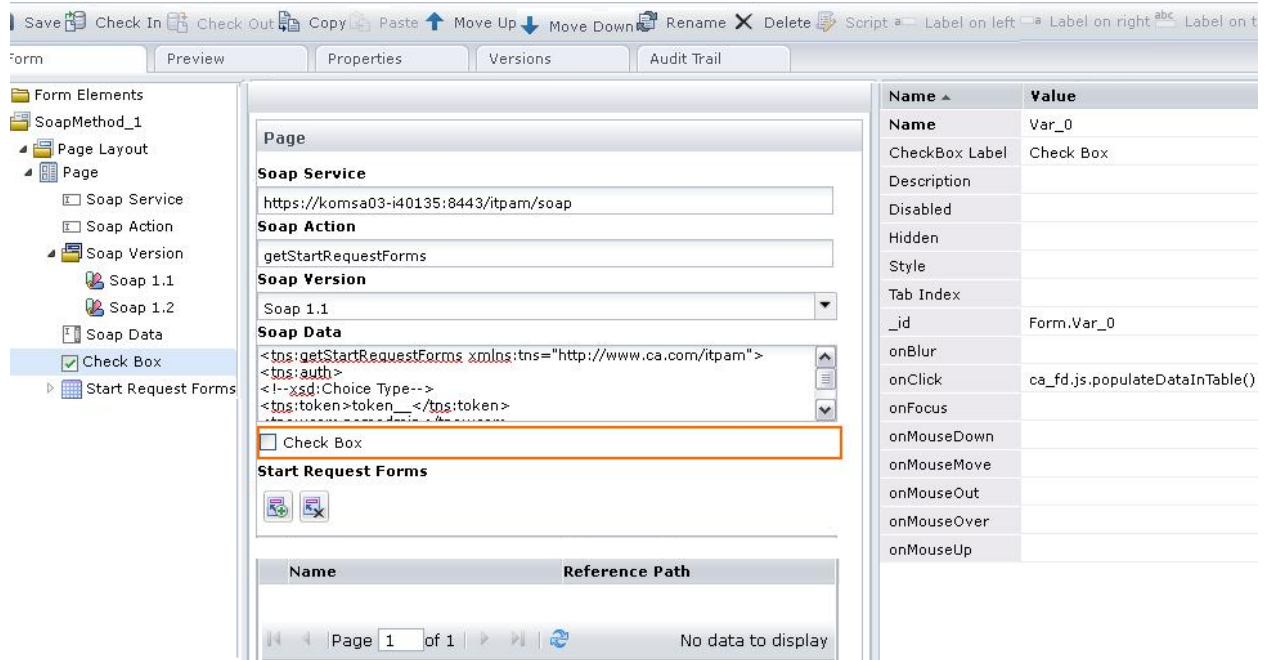 Save Check In Check Out Copy Paste Move Up Move Down Rename Delete Script Label on left Label on right abc Label on t
Form Preview Properties Versions Audit Trail
Form Elements
SoapMethod_1
Page Layout
Page
Soap Service
Soap Action
Soap Version
Soap 1.1
Soap 1.2
Soap Data
Check Box
Start Request Forms
Page
Soap Service
https://komsa03-i40135:8443/itpam/soap
Soap Action
getStartRequestForms
Soap Version
Soap 1.1
Soap Data
<tns:getStartRequestForms xmlns:tns="http://www.ca.com/itpam">
<tns:auth>
<!--xsd:Choice Type-->
<tns:token>token__</tns:token>
Check Box
Start Request Forms
Name Reference Path
Page 1 of 1 No data to display
Name Value
Name Var_0
CheckBox Label Check Box
Description
Disabled
Hidden
Style
Tab Index
_id Form.Var_0
onBlur
onClick ca_fd.js.populateDataInTable()
onFocus
onMouseDown
onMouseMove
onMouseOut
onMouseOver
onMouseUp